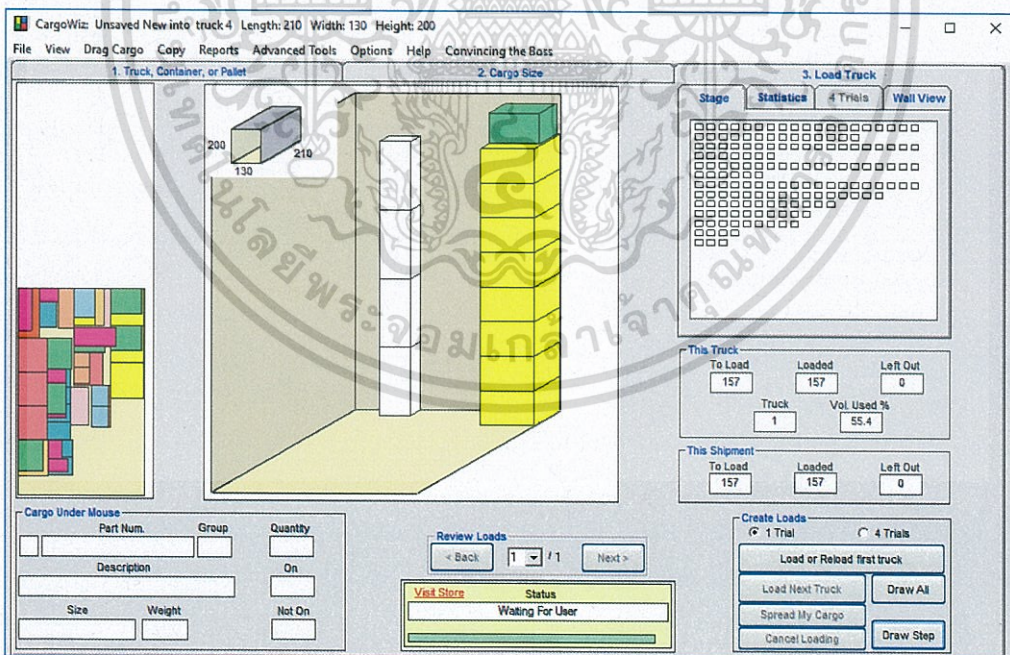 CargoWiz: Unsaved New into truck 4 Length: 210 Width: 130 Height: 200
File View Drag Cargo Copy Reports Advanced Tools Options Help Convincing the Boss
1. Truck, Container, or Pallet
2. Cargo Size
3. Load Truck
Stage Statistics 4 Trials Wall View
200
210
130
This Truck
To Load Loaded Left Out
157 157 0
Truck Vol. Used %
1 55.4
This Shipment
To Load Loaded Left Out
157 157 0
Cargo Under Mouse
Part Num. Group Quantity
Description On
Size Weight Not On
Review Loads
< Back 1 / 1 Next >
Visit Store Status
Waiting For User
Create Loads
1 Trial 4 Trials
Load or Reload first truck
Load Next Truck Draw All
Spread My Cargo
Cancel Loading Draw Step